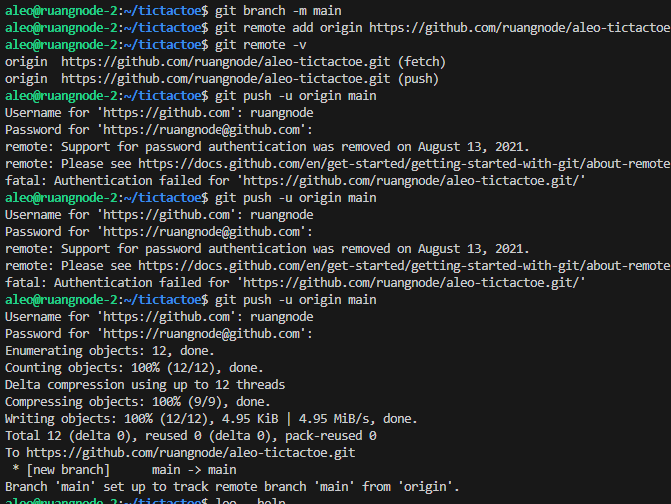 aleo@ruangnode-2:~/tictactoe$ git branch -m main
aleo@ruangnode-2:~/tictactoe$ git remote add origin https://github.com/ruangnode/aleo-tictactoe
aleo@ruangnode-2:~/tictactoe$ git remote -v
origin  https://github.com/ruangnode/aleo-tictactoe.git (fetch)
origin  https://github.com/ruangnode/aleo-tictactoe.git (push)
aleo@ruangnode-2:~/tictactoe$ git push -u origin main
Username for 'https://github.com': ruangnode
Password for 'https://ruangnode@github.com':
remote: Support for password authentication was removed on August 13, 2021.
remote: Please see https://docs.github.com/en/get-started/getting-started-with-git/about-remote
fatal: Authentication failed for 'https://github.com/ruangnode/aleo-tictactoe.git/'
aleo@ruangnode-2:~/tictactoe$ git push -u origin main
Username for 'https://github.com': ruangnode
Password for 'https://ruangnode@github.com':
remote: Support for password authentication was removed on August 13, 2021.
remote: Please see https://docs.github.com/en/get-started/getting-started-with-git/about-remote
fatal: Authentication failed for 'https://github.com/ruangnode/aleo-tictactoe.git/'
aleo@ruangnode-2:~/tictactoe$ git push -u origin main
Username for 'https://github.com': ruangnode
Password for 'https://ruangnode@github.com':
Enumerating objects: 12, done.
Counting objects: 100% (12/12), done.
Delta compression using up to 12 threads
Compressing objects: 100% (9/9), done.
Writing objects: 100% (12/12), 4.95 KiB | 4.95 MiB/s, done.
Total 12 (delta 0), reused 0 (delta 0), pack-reused 0
To https://github.com/ruangnode/aleo-tictactoe.git
 * [new branch]      main -> main
Branch 'main' set up to track remote branch 'main' from 'origin'.
aleo@ruangnode-2:~/tictactoe$ leo --help